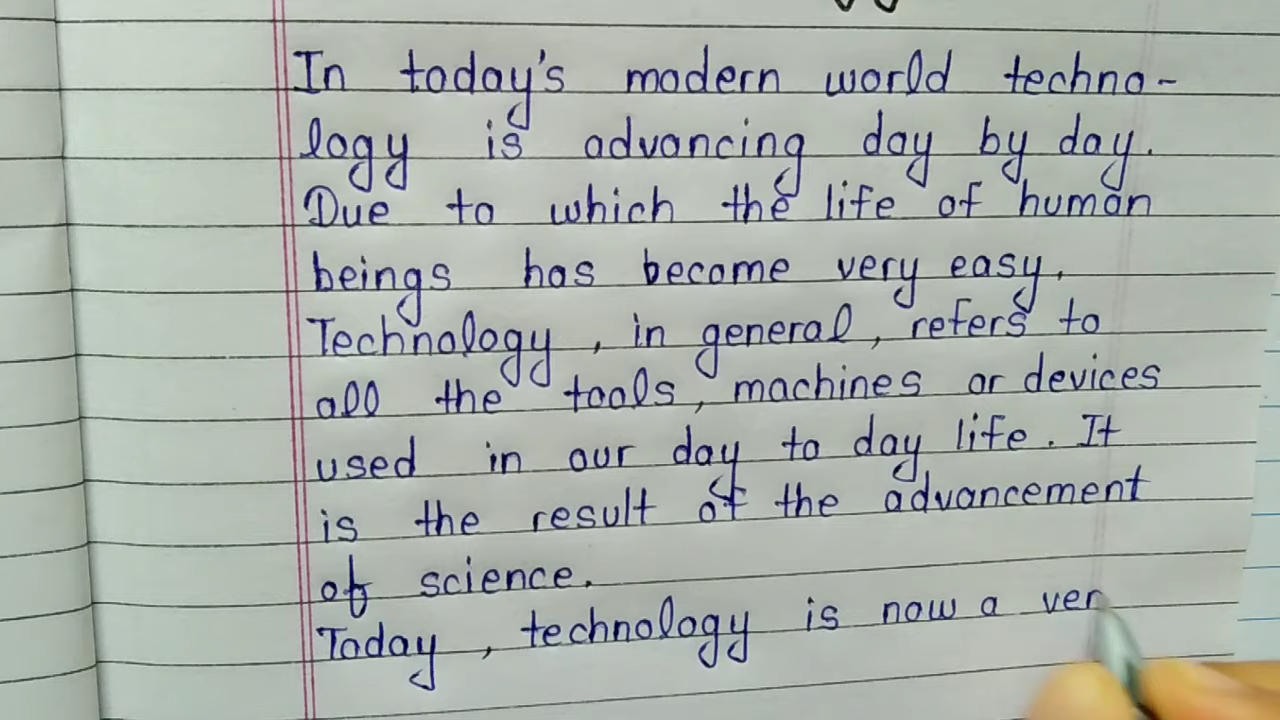 In today's modern world techno-
logy is advancing day by day.
Due to which the life of human
beings has become very easy.
Technology, in general, refers to
all the tools, machines or devices
used in our day to day life. It
is the result of the advancement
of science.
Today, technology is now a ver